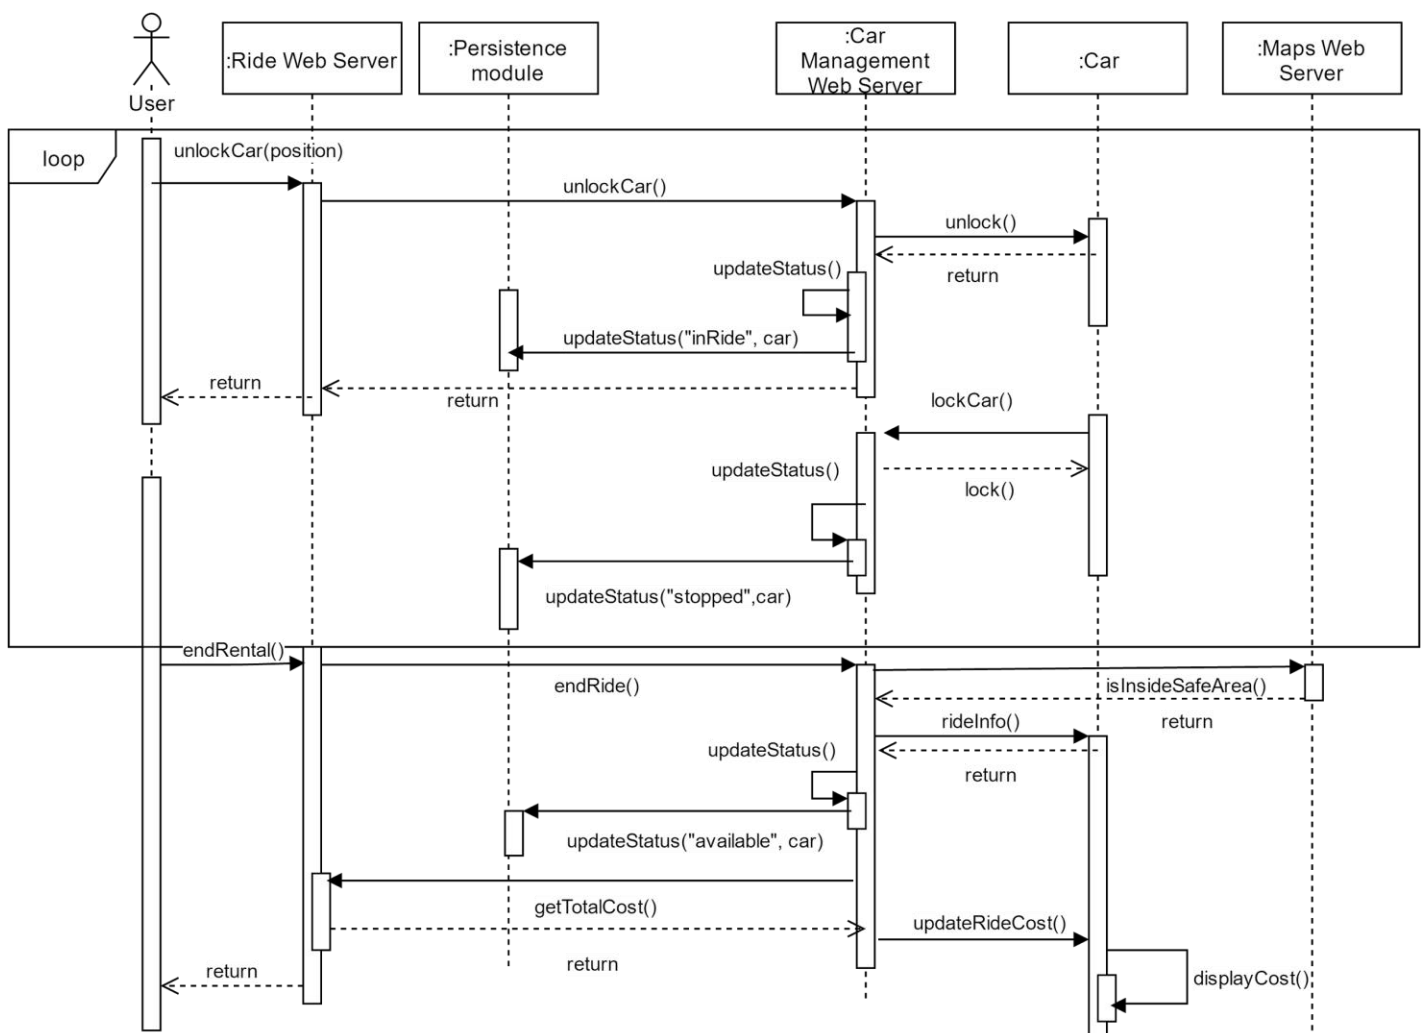 User
:Ride Web Server
:Persistence
module
:Car
Management
Web Server
:Car
:Maps Web
Server
loop
unlockCar(position)
unlockCar()
unlock()
return
updateStatus()
updateStatus("inRide", car)
return
return
lockCar()
updateStatus()
lock()
updateStatus("stopped",car)
endRental()
endRide()
isInsideSafeArea()
return
rideInfo()
return
updateStatus()
updateStatus("available", car)
getTotalCost()
updateRideCost()
return
return
displayCost()